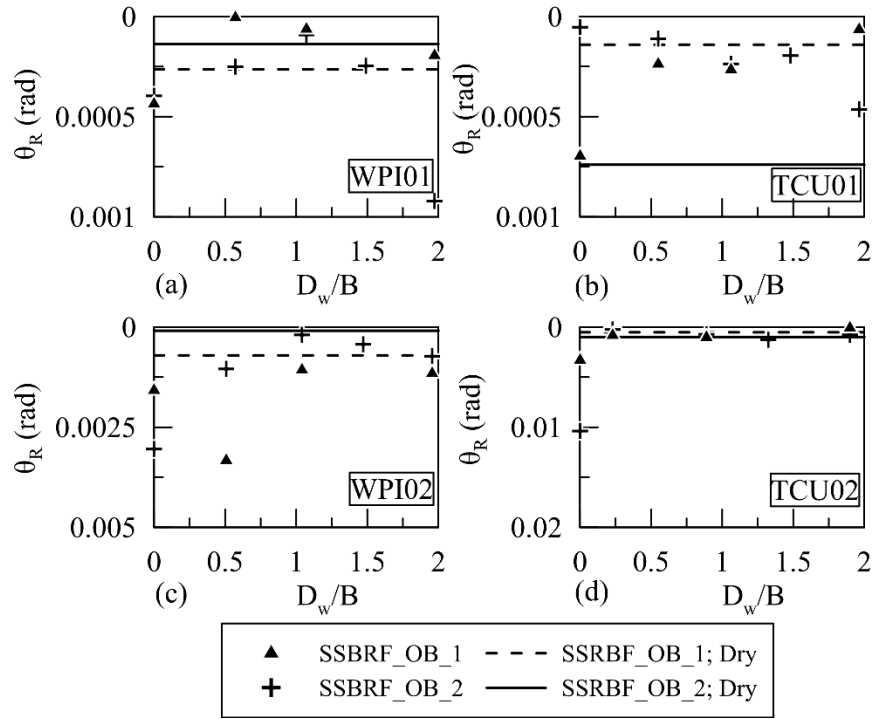 0
0.0005
0.001
θR (rad)
WPI01
0 0.5 1 1.5 2
(a)
Dw/B
0
0.0005
0.001
θR (rad)
TCU01
0 0.5 1 1.5 2
(b)
Dw/B
0
0.0025
0.005
θR (rad)
WPI02
0 0.5 1 1.5 2
(c)
Dw/B
0
0.01
0.02
θR (rad)
TCU02
0 0.5 1 1.5 2
(d)
Dw/B
SSBRF_OB_1 SSRBF_OB_1; Dry
SSBRF_OB_2 SSRBF_OB_2; Dry